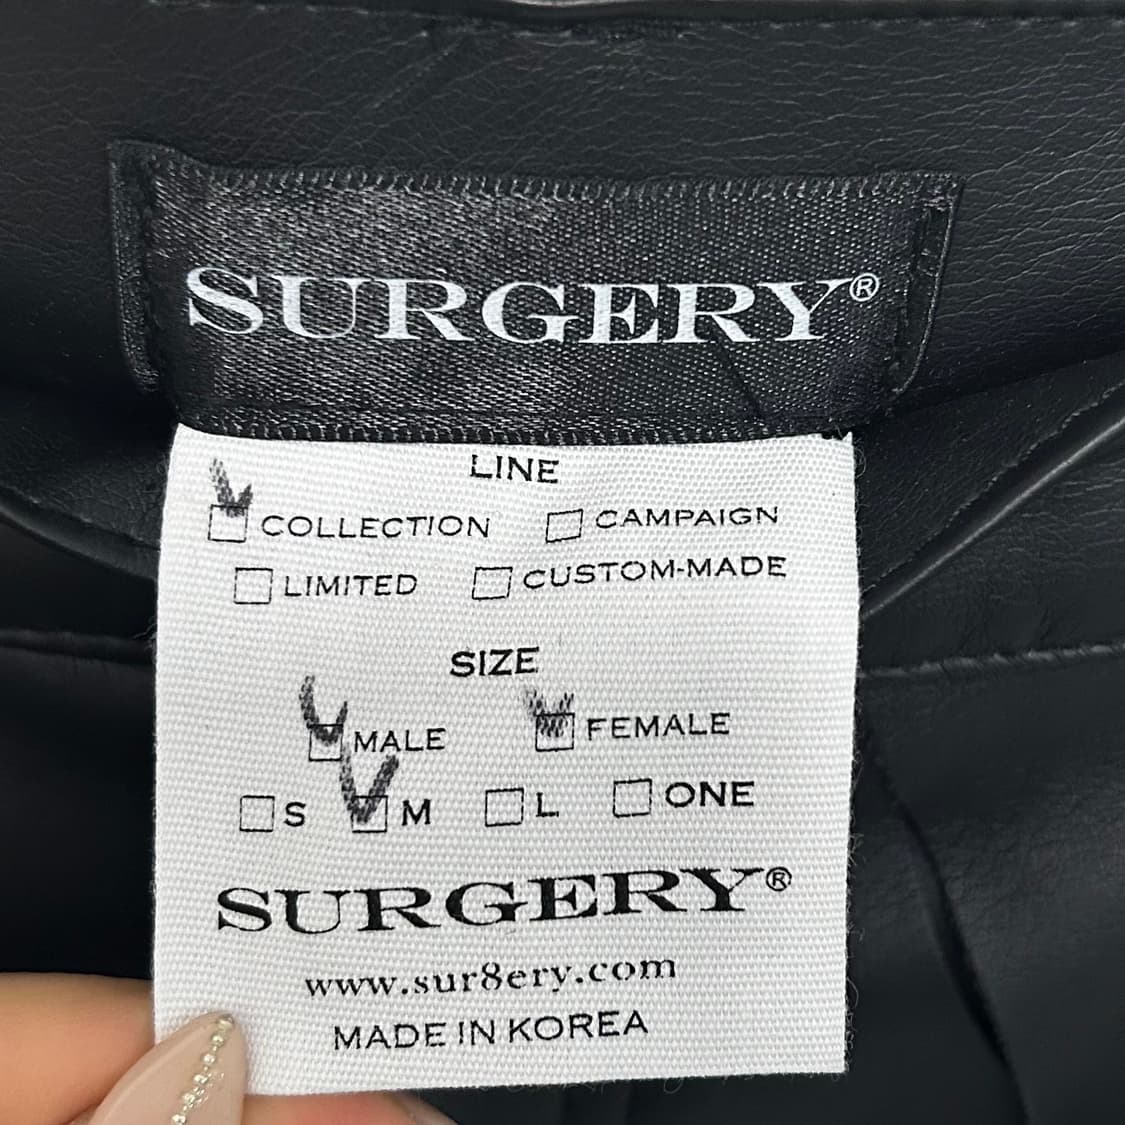 SURGERY®
LINE
COLLECTION CAMPAIGN
LIMITED CUSTOM-MADE
SIZE
MALE FEMALE
S M L ONE
SURGERY®
www.sur8ery.com
MADE IN KOREA